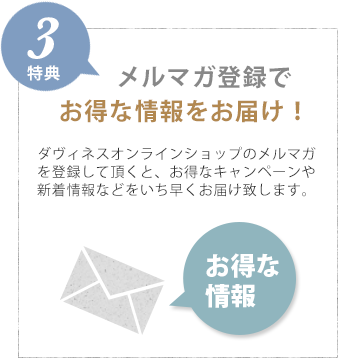 3
特典
メルマガ登録で
お得な情報をお届け！
ダヴィネスオンラインショップのメルマガ
を登録して頂くと、お得なキャンペーンや
新着情報などをいち早くお届け致します。
お得な
情報